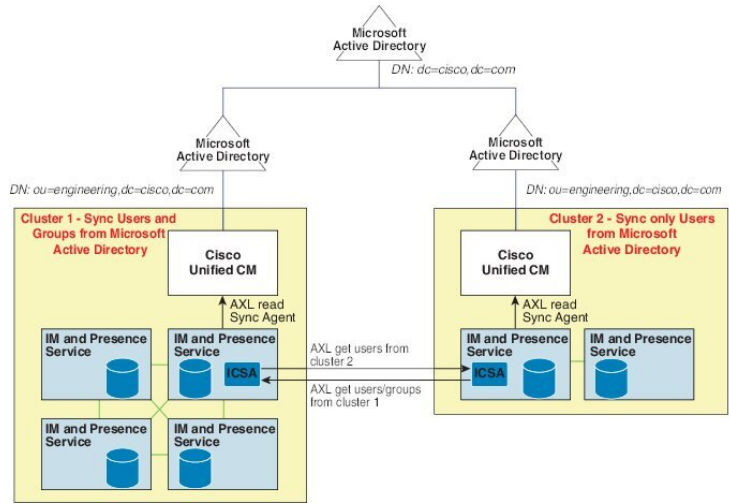 Microsoft
Active Directory
DN: dc=cisco,dc=com
Microsoft
Active Directory
Microsoft
Active Directory
DN: ou=engineering,dc=cisco,dc=com
DN: ou=engineering,dc=cisco,dc=com
Cluster 1 - Sync Users and
Groups from Microsoft
Active Directory
Cisco
Unified CM
AXL read
Sync Agent
IM and Presence
Service
IM and Presence
Service
ICSA
IM and Presence
Service
IM and Presence
Service
AXL get users from
cluster 2
AXL get users/groups
from cluster 1
Cluster 2 - Sync only Users
from Microsoft
Active Directory
Cisco
Unified CM
AXL read
Sync Agent
IM and Presence
Service
ICSA
IM and Presence
Service